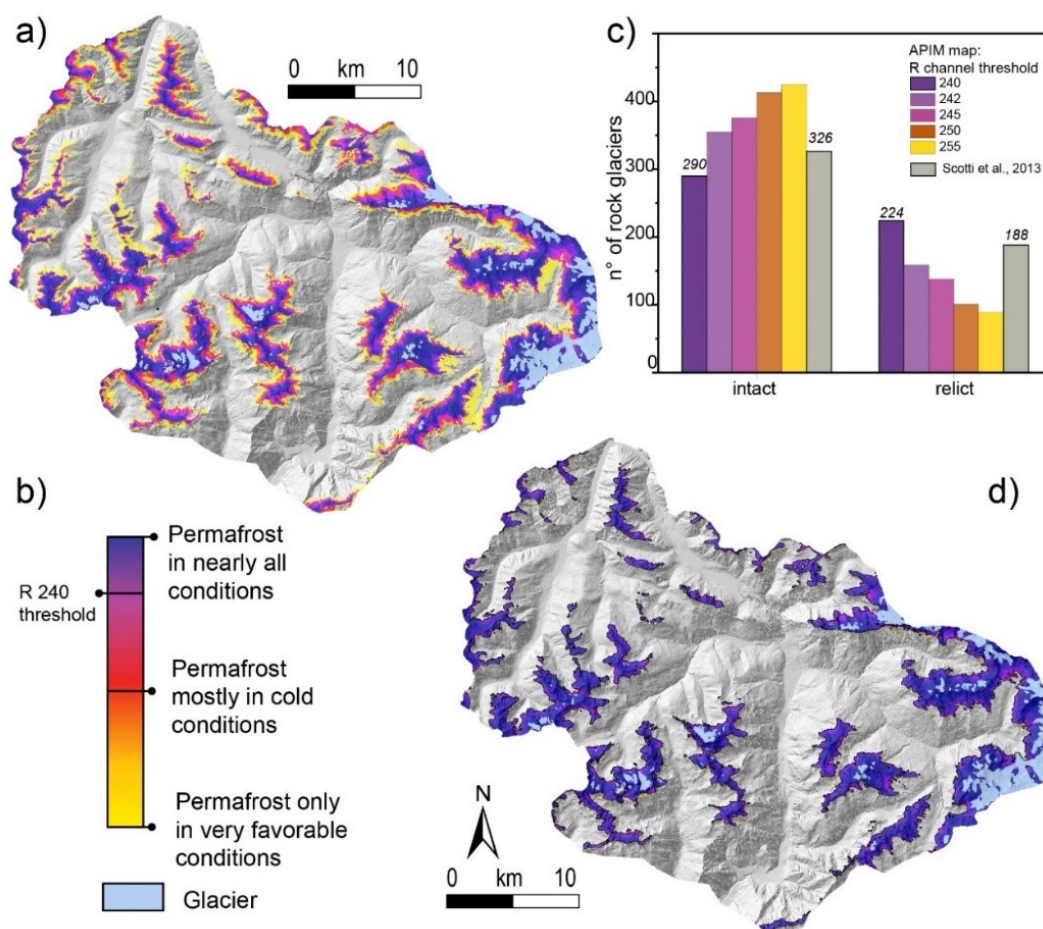 a)
0 km 10
c)
n° of rock glaciers
400
300
200
100
0
290
326
224
188
intact
relict
APIM map:
R channel threshold
240
242
245
250
255
Scotti et al., 2013
b)
R 240
threshold
Permafrost
in nearly all
conditions
Permafrost
mostly in cold
conditions
Permafrost only
in very favorable
conditions
Glacier
d)
N
0 km 10